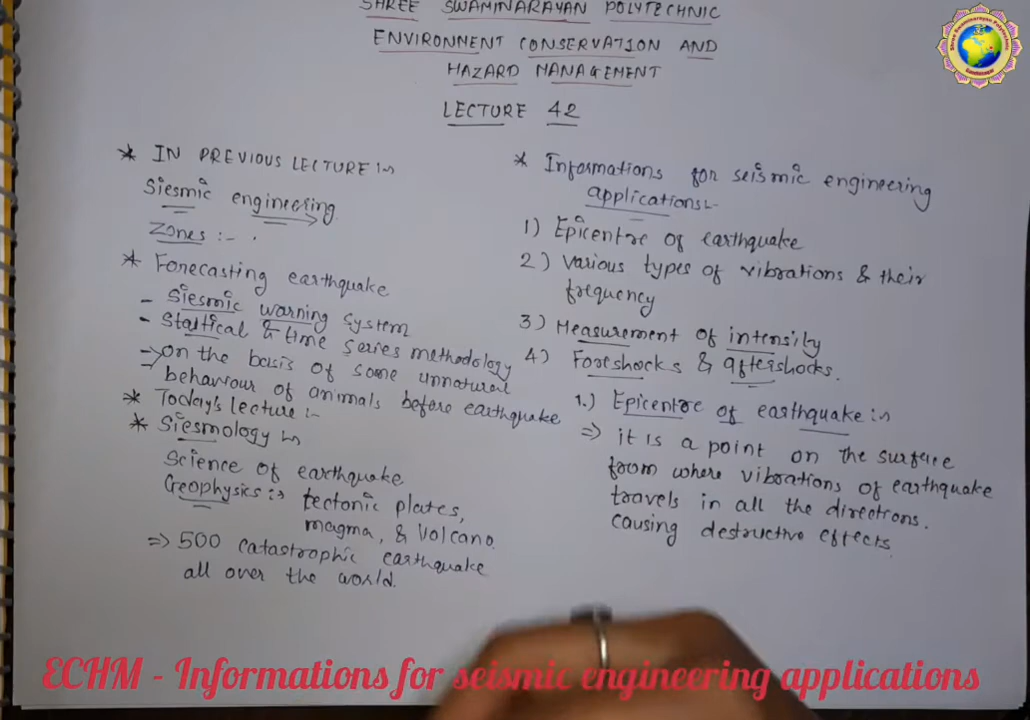 SHREE SWAMINARAYAN POLYTECHNIC
ENVIRONMENT CONSERVATION AND
HAZARD MANAGEMENT
LECTURE 42
* IN PREVIOUS LECTURE :-
Siesmic engineering
Zones :-
* Forecasting earthquake
- Siesmic warning system
- Stastical & time series methodology
-> on the basis of some unnatural
behaviour of animals before earthquake
* Today's lecture :-
* Siesmology :-
Science of earthquake
Geophysics :-> tectonic plates,
magma, & Volcano.
=> 500 catastrophic earthquake
all over the world.
* Informations for seismic engineering
applications :-
1) Epicentre of earthquake
2) Various types of vibrations & their
frequency
3) Measurement of intensity
4) Foreshocks & aftershocks.
1.) Epicentre of earthquake :-
=> it is a point on the surface
from where vibrations of earthquake
travels in all the directions.
causing destructive effects.
ECHM - Informations for seismic engineering applications